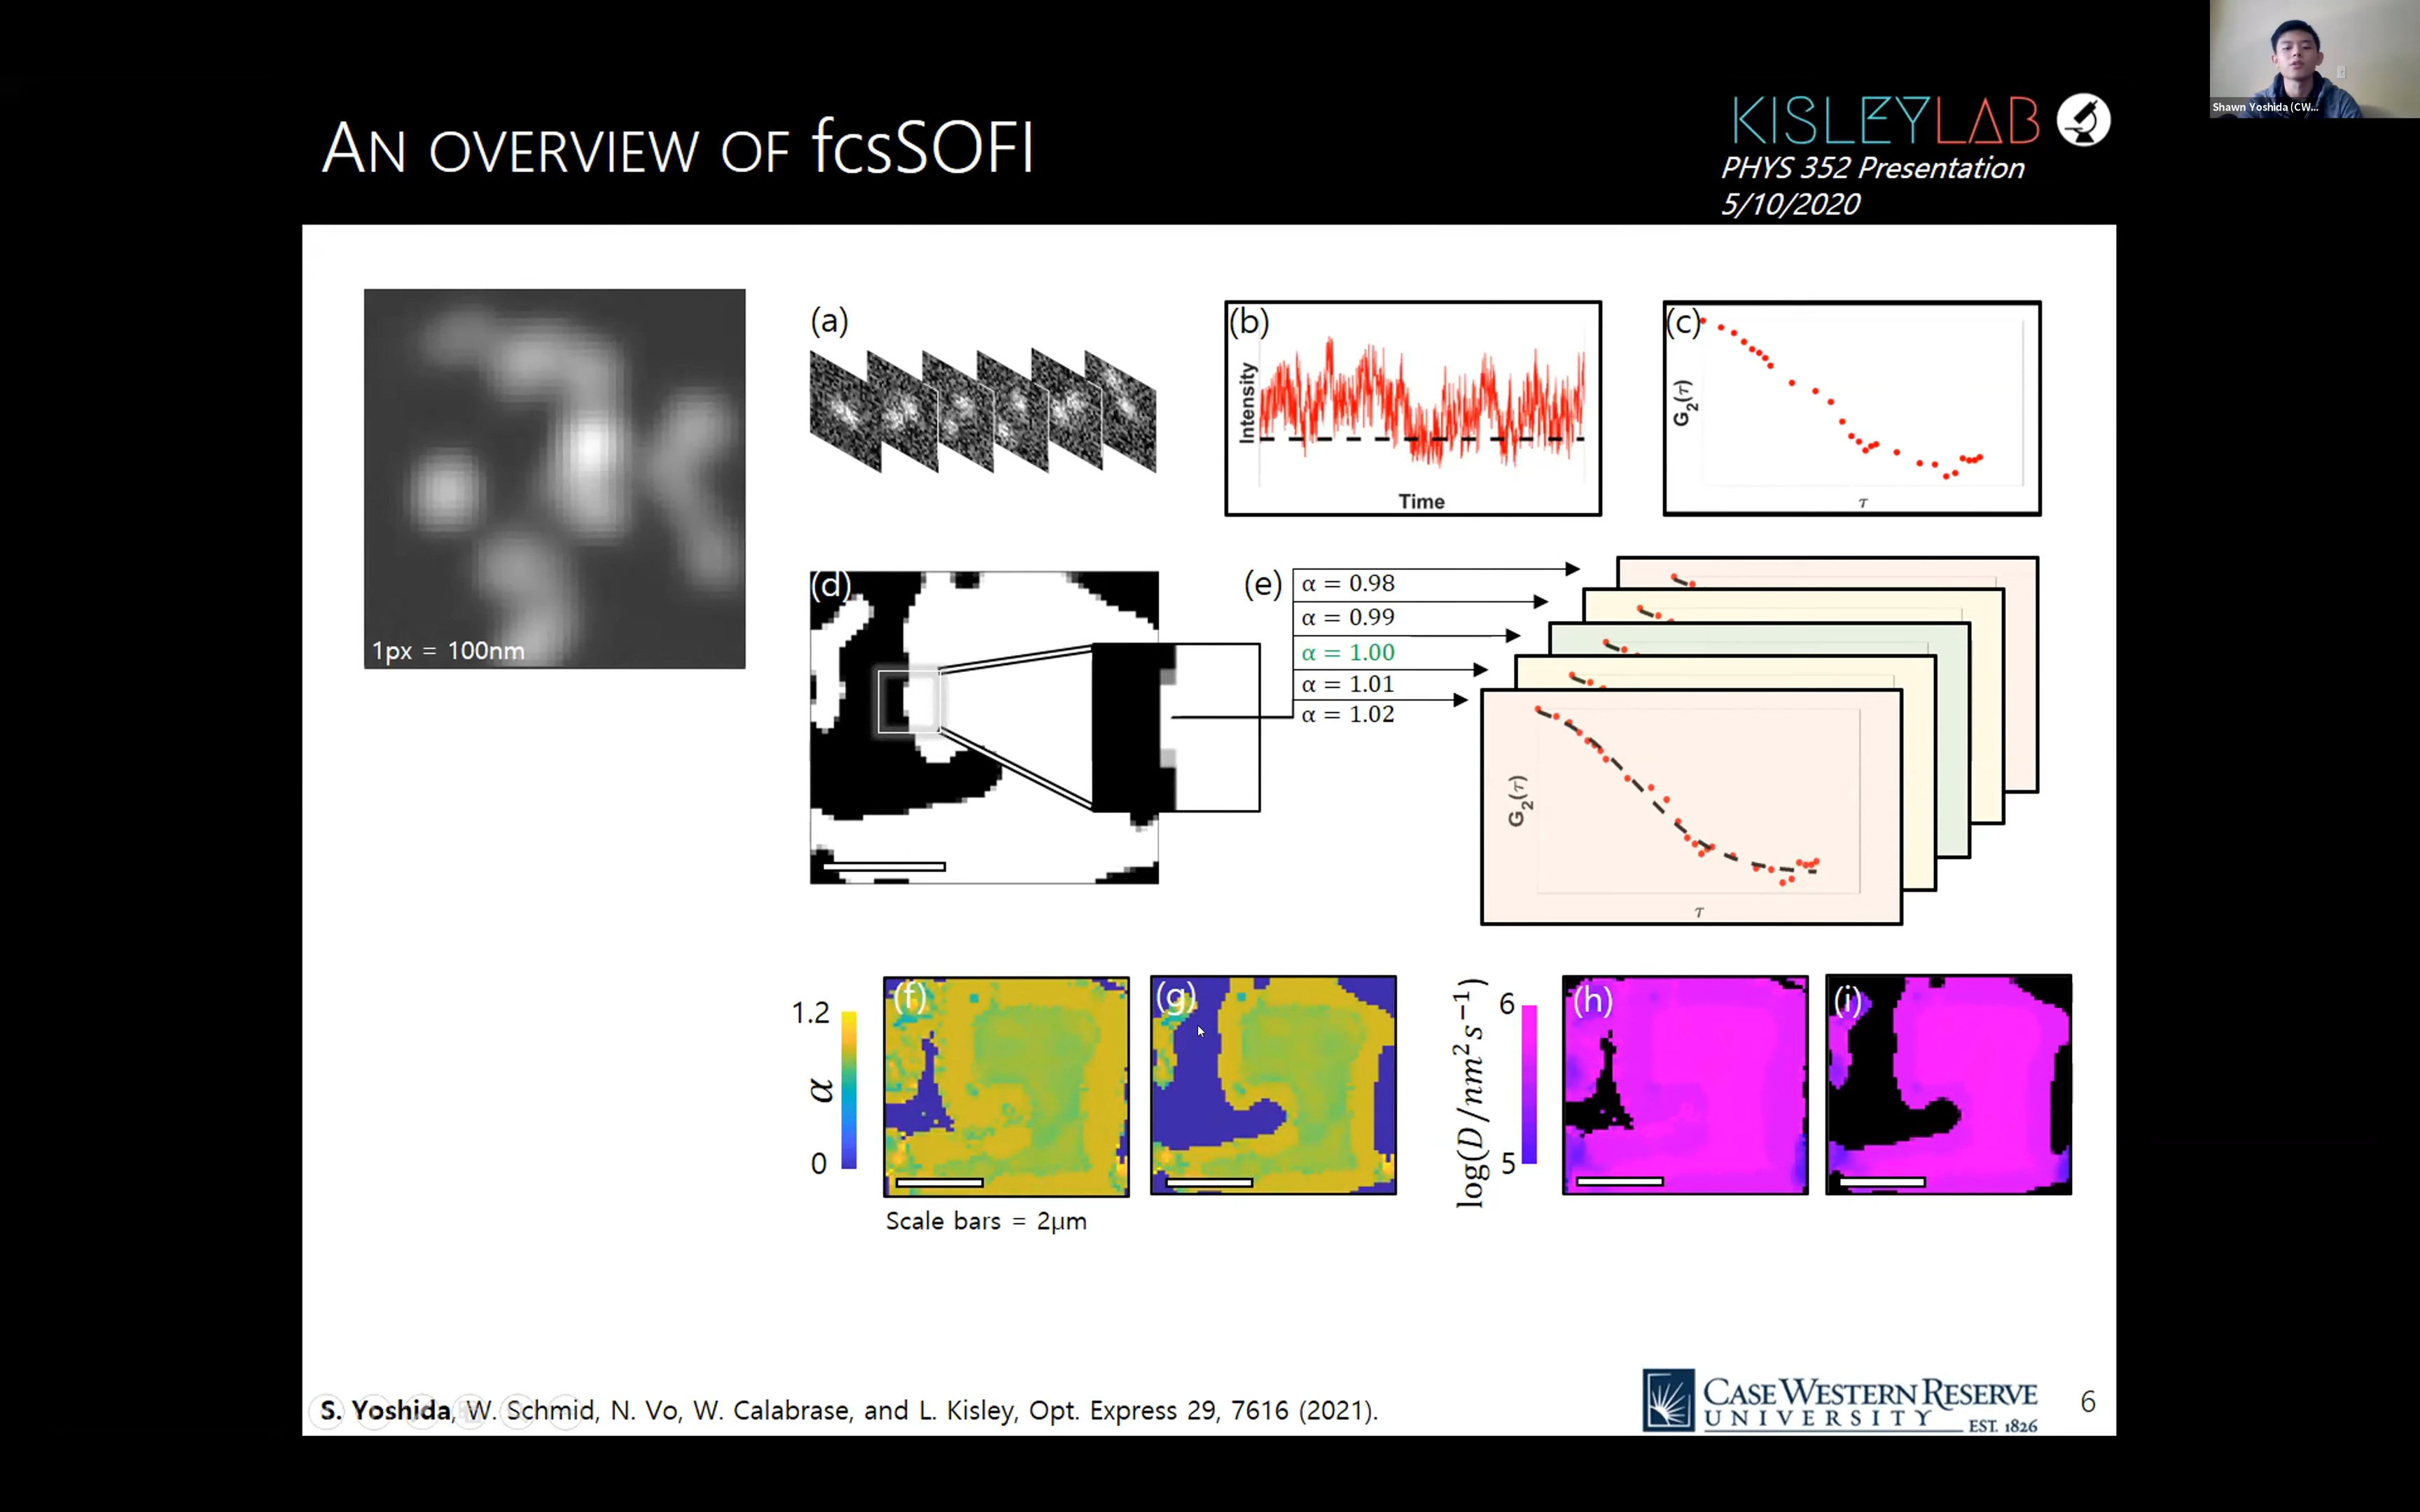 Shawn Yoshida (CW...
AN OVERVIEW OF fcsSOFI
KISLEYLAB
PHYS 352 Presentation
5/10/2020
1px = 100nm
(a)
(b)
Intensity
Time
(c)
G2(τ)
τ
(d)
(e)
α = 0.98
α = 0.99
α = 1.00
α = 1.01
α = 1.02
G2(τ)
τ
1.2
α
0
(f)
(g)
Scale bars = 2μm
log(D/nm²s⁻¹)
6
5
(h)
(i)
S. Yoshida, W. Schmid, N. Vo, W. Calabrase, and L. Kisley, Opt. Express 29, 7616 (2021).
CASE WESTERN RESERVE
UNIVERSITY
EST. 1826
6